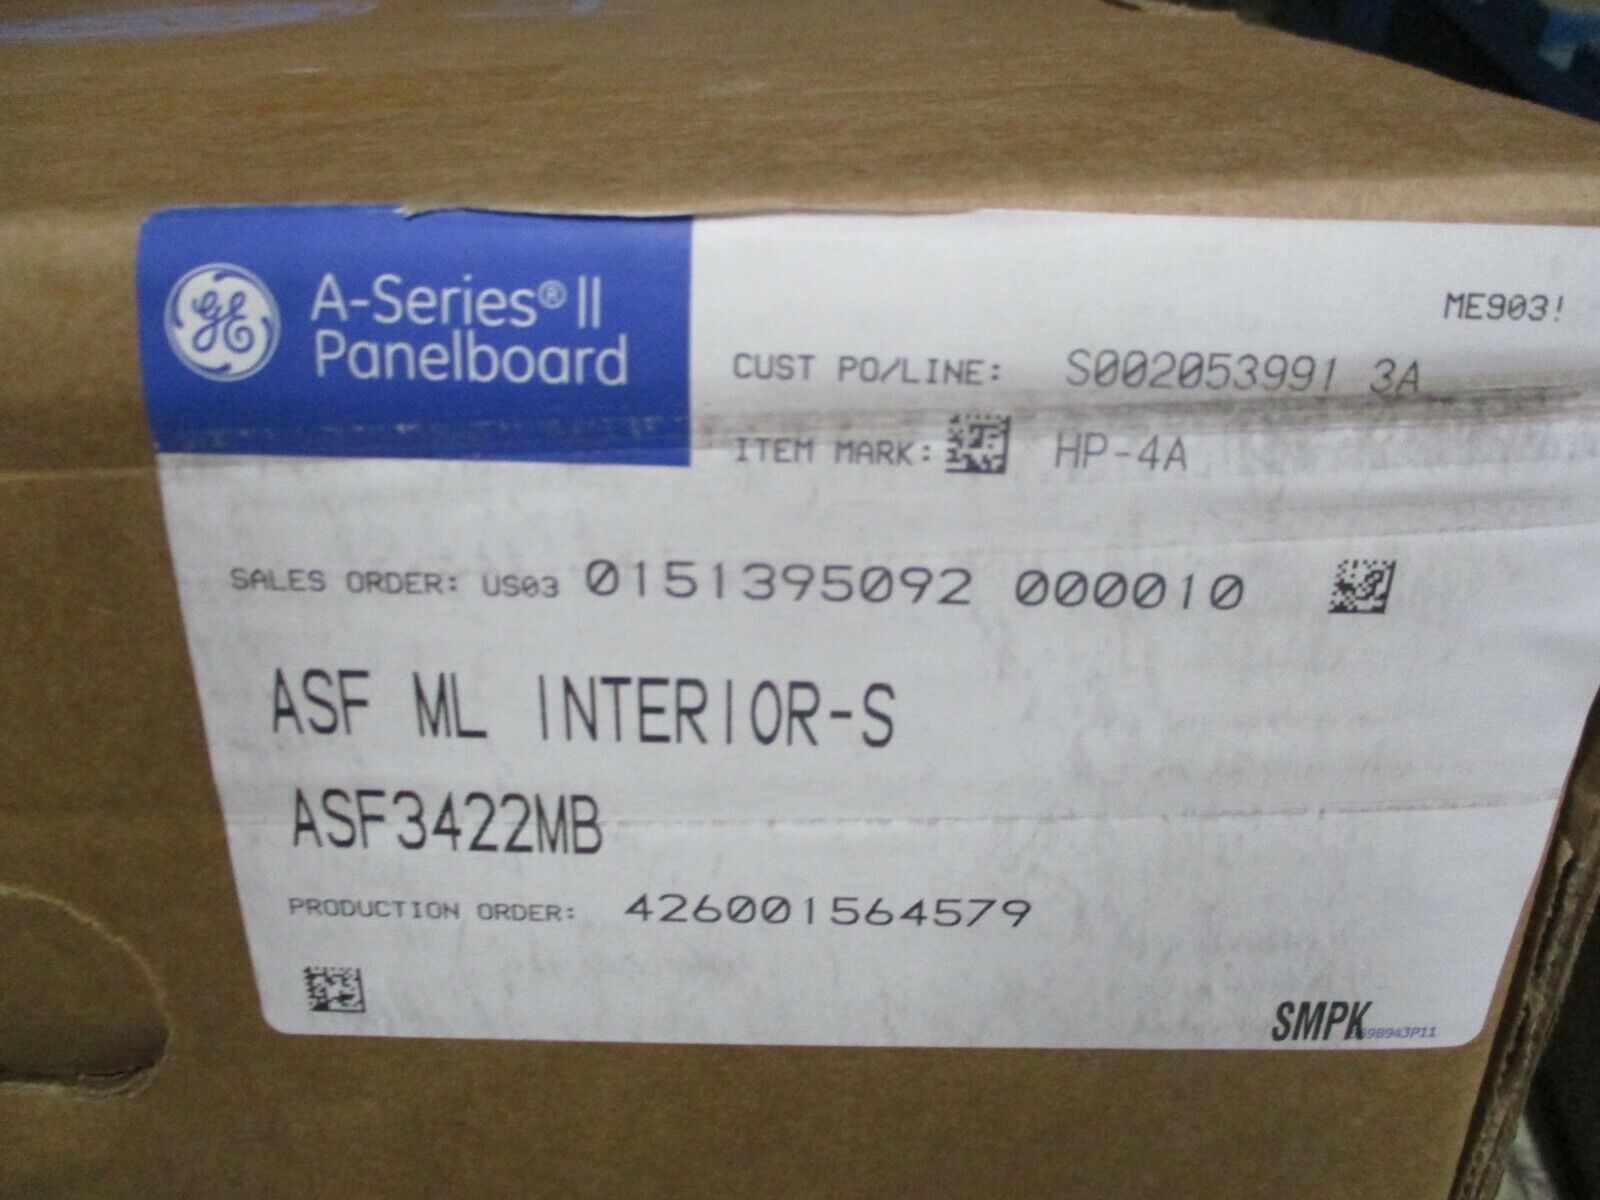 GE
A-Series® II
Panelboard
ME903!
CUST PO/LINE: S002053991 3A
ITEM MARK: HP-4A
SALES ORDER: US03 0151395092 000010
ASF ML INTERIOR-S
ASF3422MB
PRODUCTION ORDER: 426001564579
SMPK